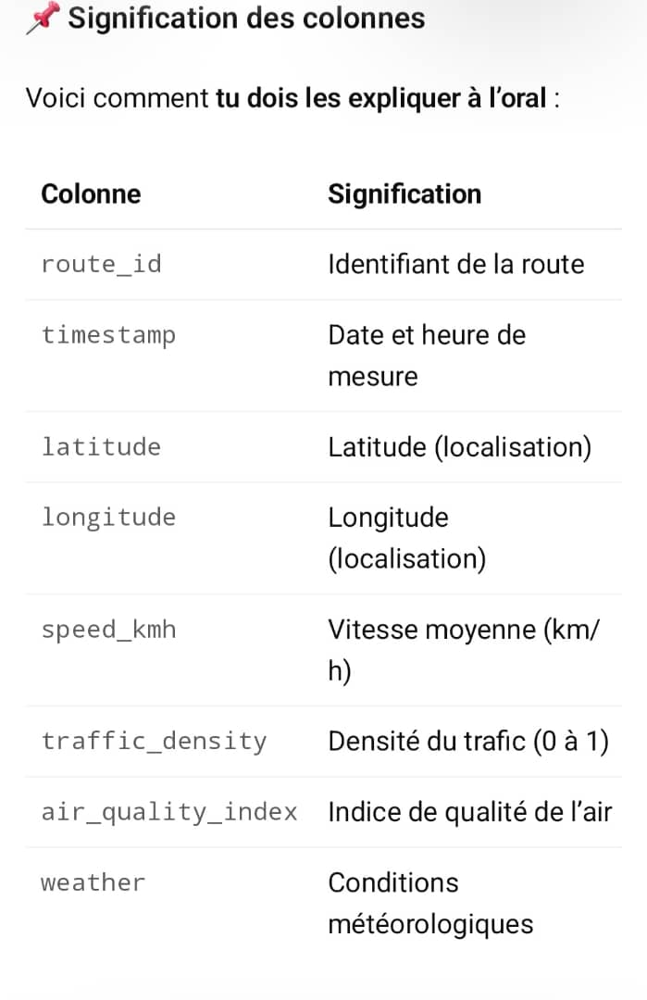 📌 Signification des colonnes
Voici comment tu dois les expliquer à l’oral :
Colonne Signification
route_id Identifiant de la route
timestamp Date et heure de
mesure
latitude Latitude (localisation)
longitude Longitude
(localisation)
speed_kmh Vitesse moyenne (km/
h)
traffic_density Densité du trafic (0 à 1)
air_quality_index Indice de qualité de l’air
weather Conditions
météorologiques